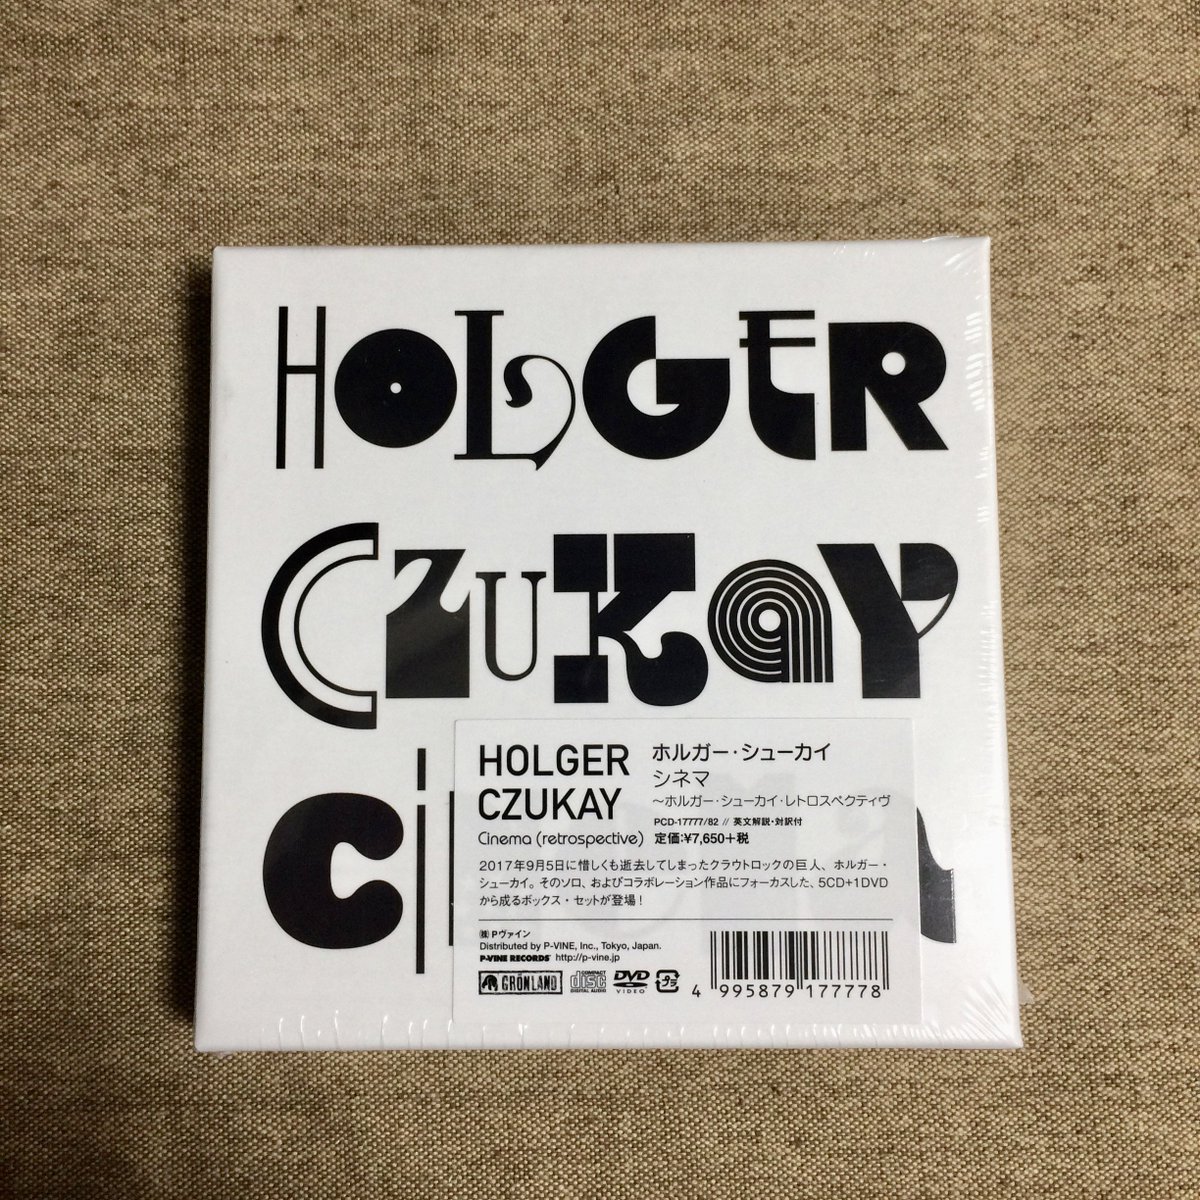 HOLGER
CZUKAY
HOLGER
CZUKAY
Cinema (retrospective)
ホルガー・シューカイ
シネマ
～ホルガー・シューカイ・レトロスペクティヴ
PCD-17777/82 // 英文解説・対訳付
定価:¥7,650+税
2017年9月5日に惜しくも逝去してしまったクラウトロックの巨人、ホルガー・
シューカイ。そのソロ、およびコラボレーション作品にフォーカスした、5CD+1DVD
から成るボックス・セットが登場！
㈱Pヴァイン
Distributed by P-VINE, Inc., Tokyo, Japan.
P-VINE RECORDS http://p-vine.jp
GRÖNLAND
COMPACT
disc
DIGITAL AUDIO
DVD
VIDEO
4 995879 177778